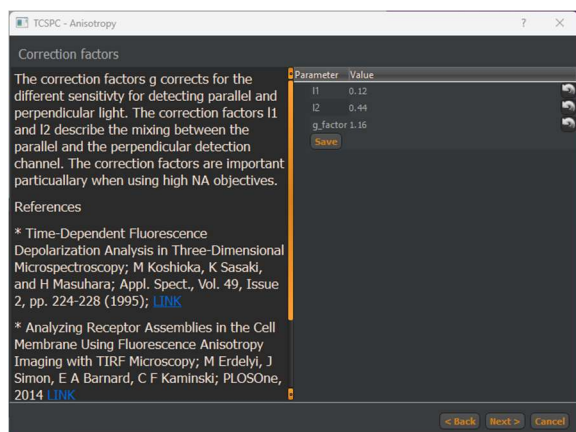 TCSPC - Anisotropy
?
Correction factors
The correction factors g corrects for the
different sensitivty for detecting parallel and
perpendicular light. The correction factors l1
and l2 describe the mixing between the
parallel and the perpendicular detection
channel. The correction factors are important
particuallary when using high NA objectives.
References
* Time-Dependent Fluorescence
Depolarization Analysis in Three-Dimensional
Microspectroscopy; M Koshioka, K Sasaki,
and H Masuhara; Appl. Spect., Vol. 49, Issue
2, pp. 224-228 (1995); LINK
* Analyzing Receptor Assemblies in the Cell
Membrane Using Fluorescence Anisotropy
Imaging with TIRF Microscopy; M Erdelyi, J
Simon, E A Barnard, C F Kaminski; PLOSOne,
2014 LINK
Parameter Value
l1 0.12
l2 0.44
g_factor 1.16
Save
< Back Next > Cancel